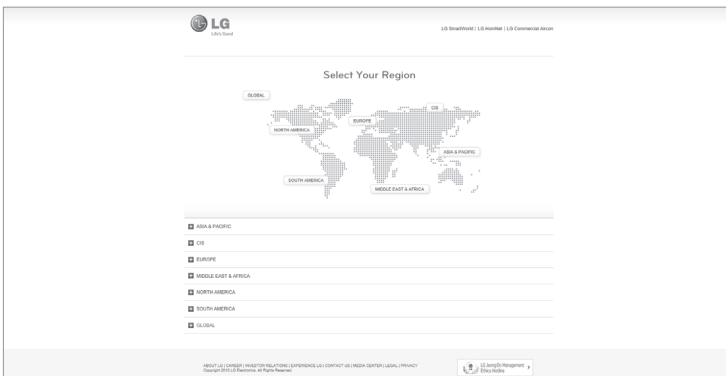 LG
Life's Good
LG SmartWorld | LG HomNet | LG Commercial Aircon
Select Your Region
GLOBAL
CIS
EUROPE
NORTH AMERICA
ASIA & PACIFIC
SOUTH AMERICA
MIDDLE EAST & AFRICA
ASIA & PACIFIC
CIS
EUROPE
MIDDLE EAST & AFRICA
NORTH AMERICA
SOUTH AMERICA
GLOBAL
ABOUT LG | CAREER | INVESTOR RELATIONS | EXPERIENCE LG | CONTACT US | MEDIA CENTER | LEGAL | PRIVACY
Copyright 2010 LG Electronics. All Rights Reserved.
LG Jeong-Do Management
Ethics Hotline